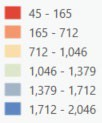 45 - 165
165 - 712
712 - 1,046
1,046 - 1,379
1,379 - 1,712
1,712 - 2,046